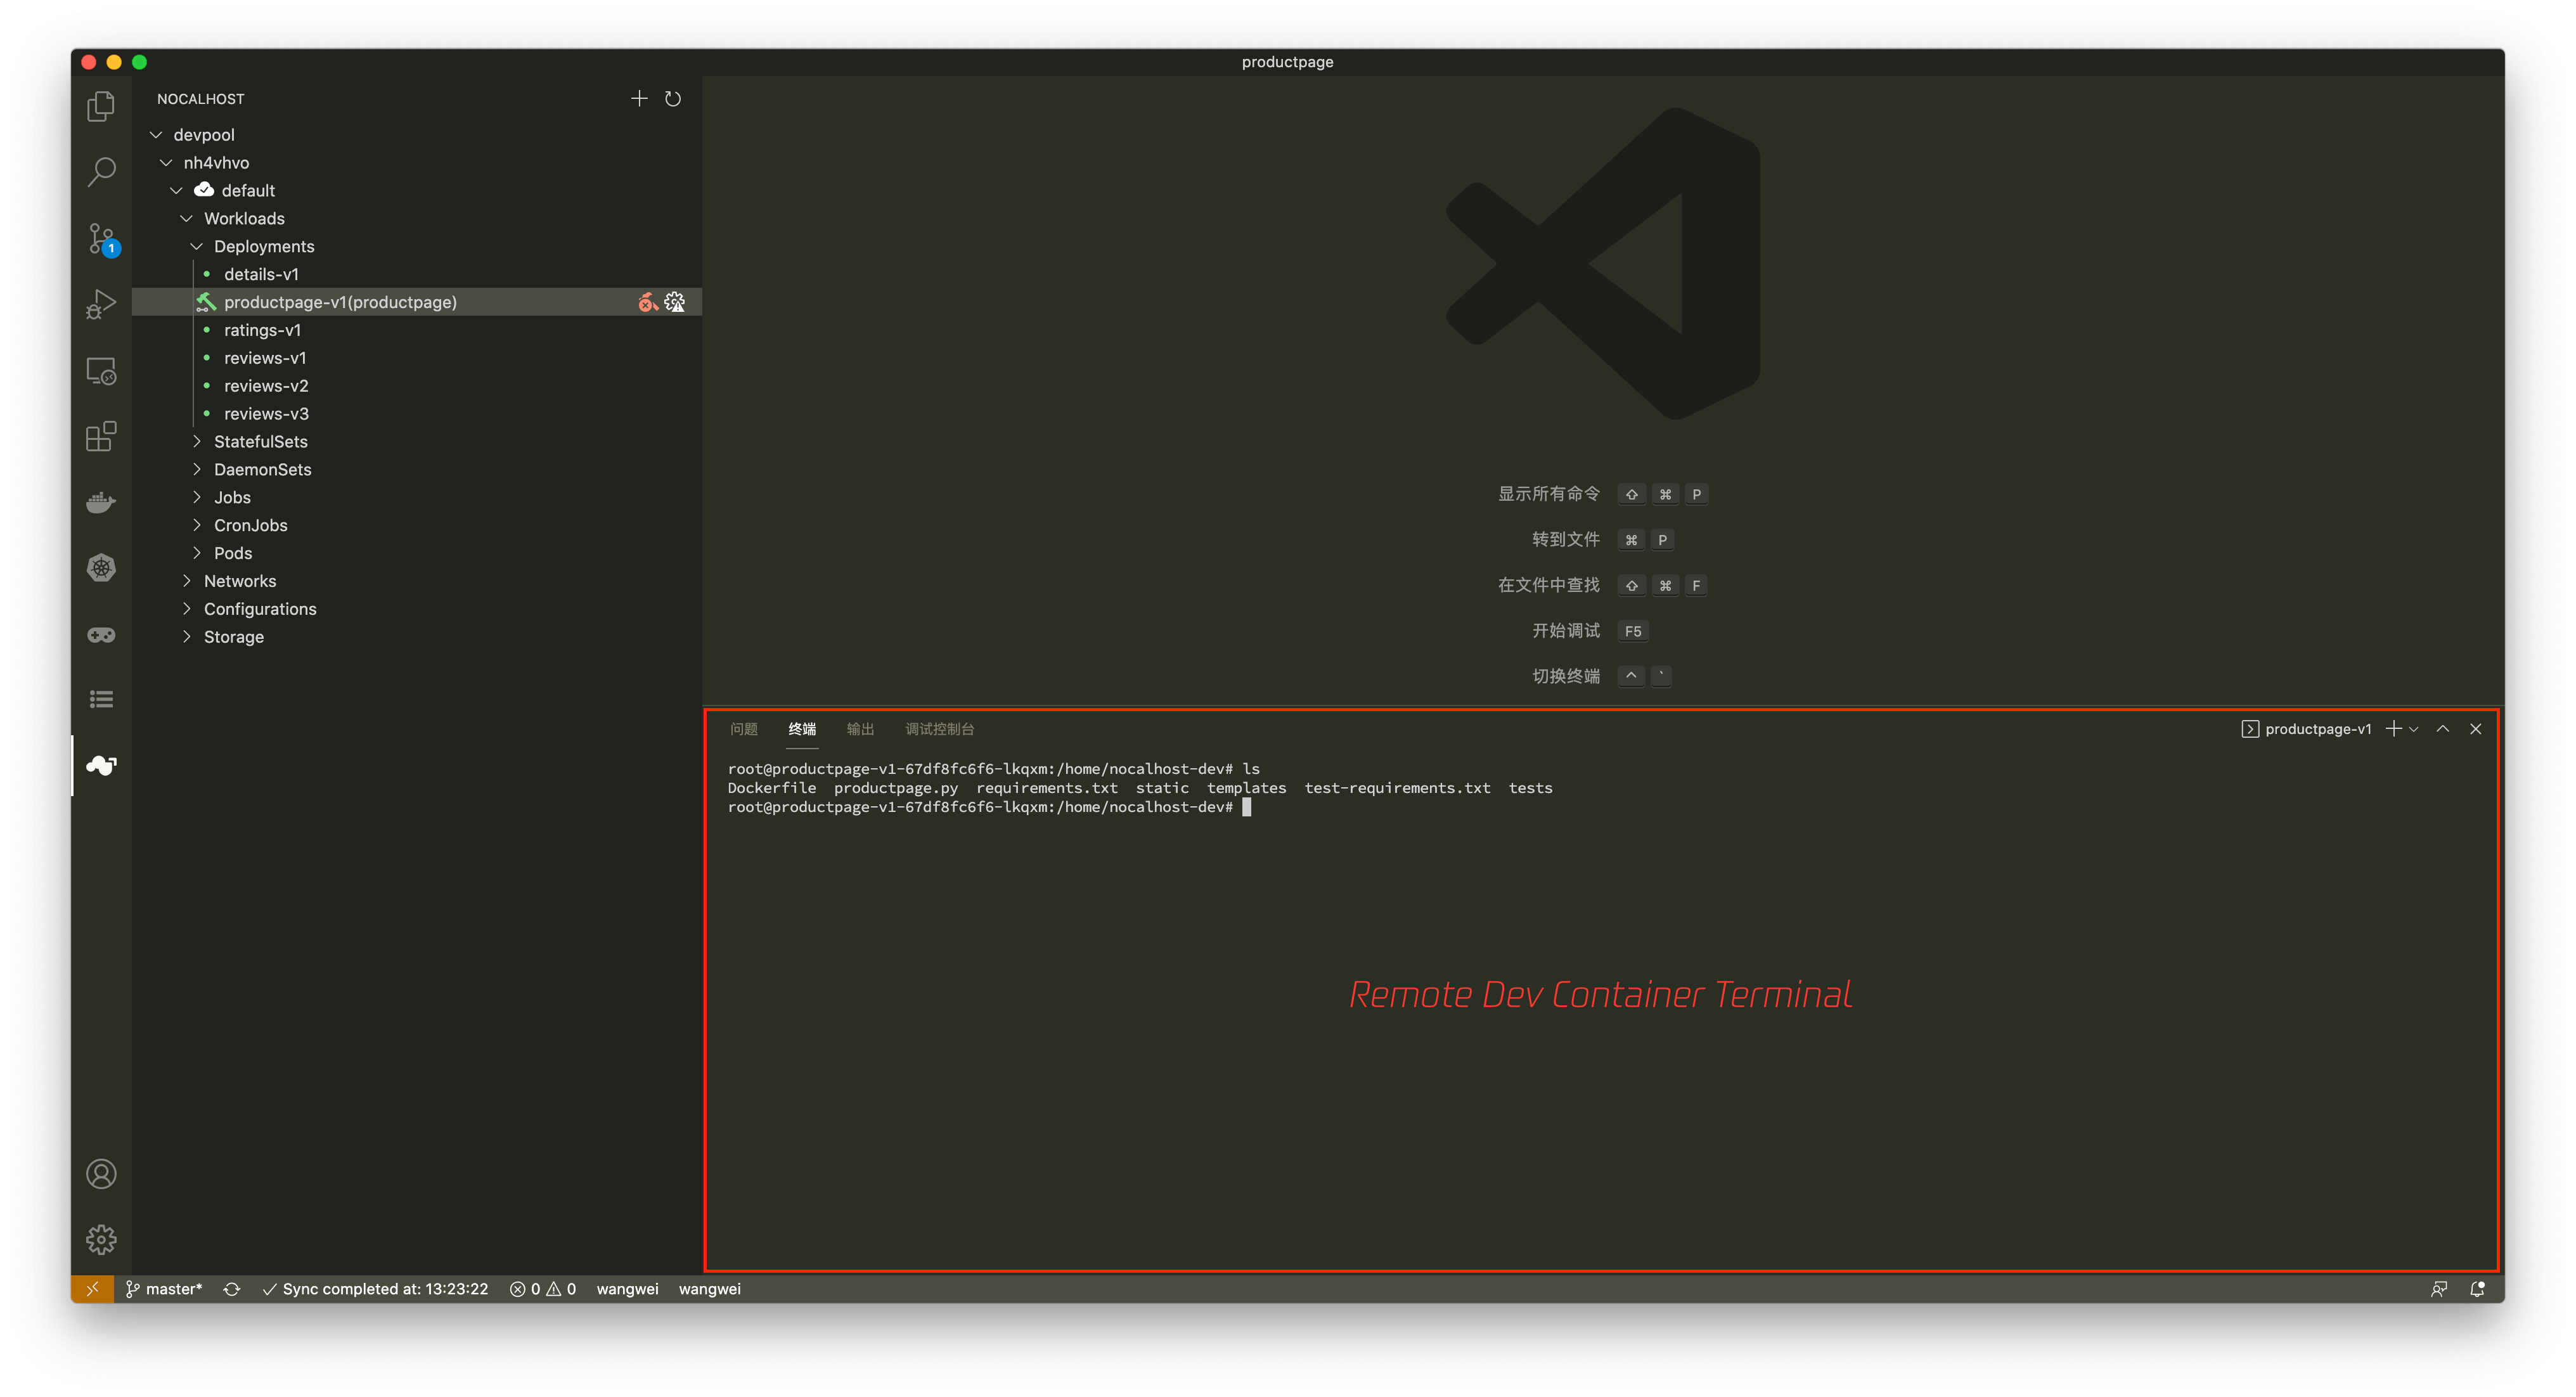 productpage
NOCALHOST
devpool
nh4vhvo
default
Workloads
Deployments
details-v1
productpage-v1(productpage)
ratings-v1
reviews-v1
reviews-v2
reviews-v3
StatefulSets
DaemonSets
Jobs
CronJobs
Pods
Networks
Configurations
Storage
1
显示所有命令 ⇧ ⌘ P
转到文件 ⌘ P
在文件中查找 ⇧ ⌘ F
开始调试 F5
切换终端 ^ `
问题 终端 输出 调试控制台 productpage-v1
root@productpage-v1-67df8fc6f6-lkqxm:/home/nocalhost-dev# ls
Dockerfile productpage.py requirements.txt static templates test-requirements.txt tests
root@productpage-v1-67df8fc6f6-lkqxm:/home/nocalhost-dev#
Remote Dev Container Terminal
master* Sync completed at: 13:23:22 0 0 wangwei wangwei